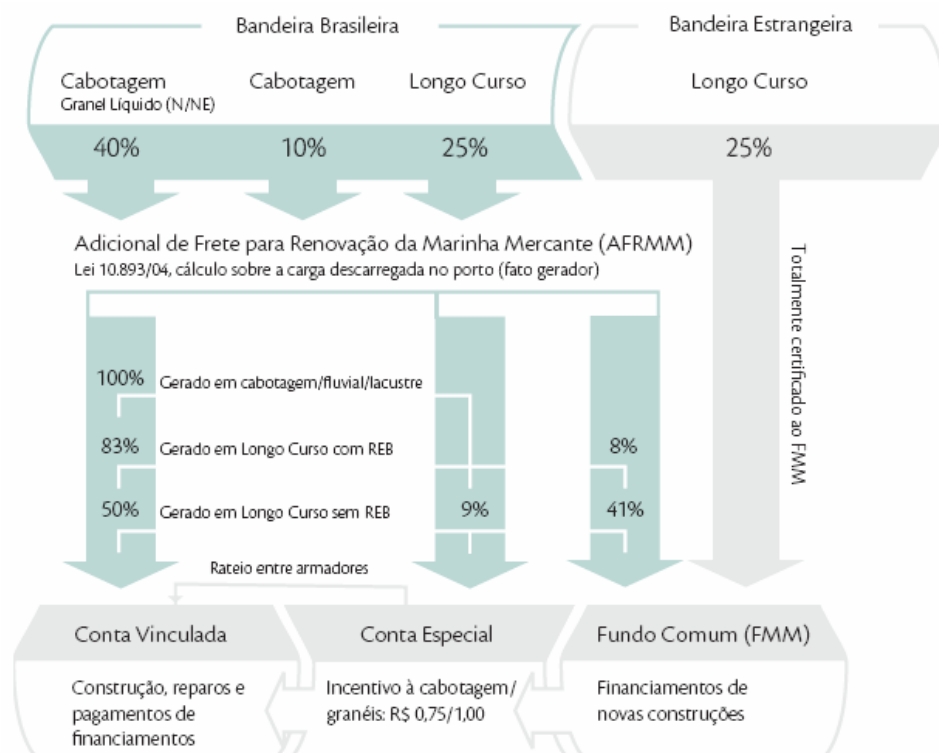 Bandeira Brasileira
Bandeira Estrangeira
Cabotagem
Granel Líquido (N/NE)
Cabotagem
Longo Curso
Longo Curso
40%
10%
25%
25%
Adicional de Frete para Renovação da Marinha Mercante (AFRMM)
Lei 10.893/04, cálculo sobre a carga descarregada no porto (fato gerador)
Totalmente certificado ao FMM
100%
Gerado em cabotagem/fluvial/lacustre
83%
Gerado em Longo Curso com REB
8%
50%
Gerado em Longo Curso sem REB
9%
41%
Rateio entre armadores
Conta Vinculada
Conta Especial
Fundo Comum (FMM)
Construção, reparos e
pagamentos de
financiamentos
Incentivo à cabotagem/
granéis: R$ 0,75/1,00
Financiamentos de
novas construções